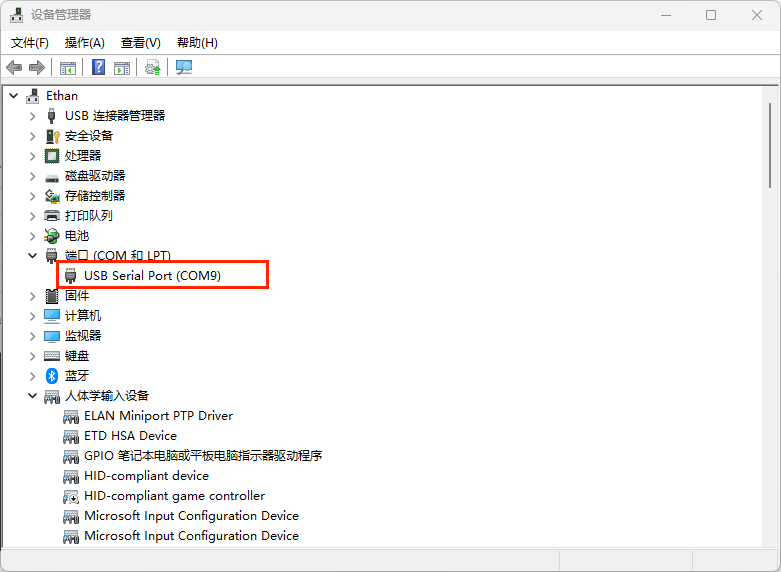 设备管理器
文件(F) 操作(A) 查看(V) 帮助(H)
Ethan
USB 连接器管理器
安全设备
处理器
磁盘驱动器
存储控制器
打印队列
电池
端口 (COM 和 LPT)
USB Serial Port (COM9)
固件
计算机
监视器
键盘
蓝牙
人体学输入设备
ELAN Miniport PTP Driver
ETD HSA Device
GPIO 笔记本电脑或平板电脑指示器驱动程序
HID-compliant device
HID-compliant game controller
Microsoft Input Configuration Device
Microsoft Input Configuration Device